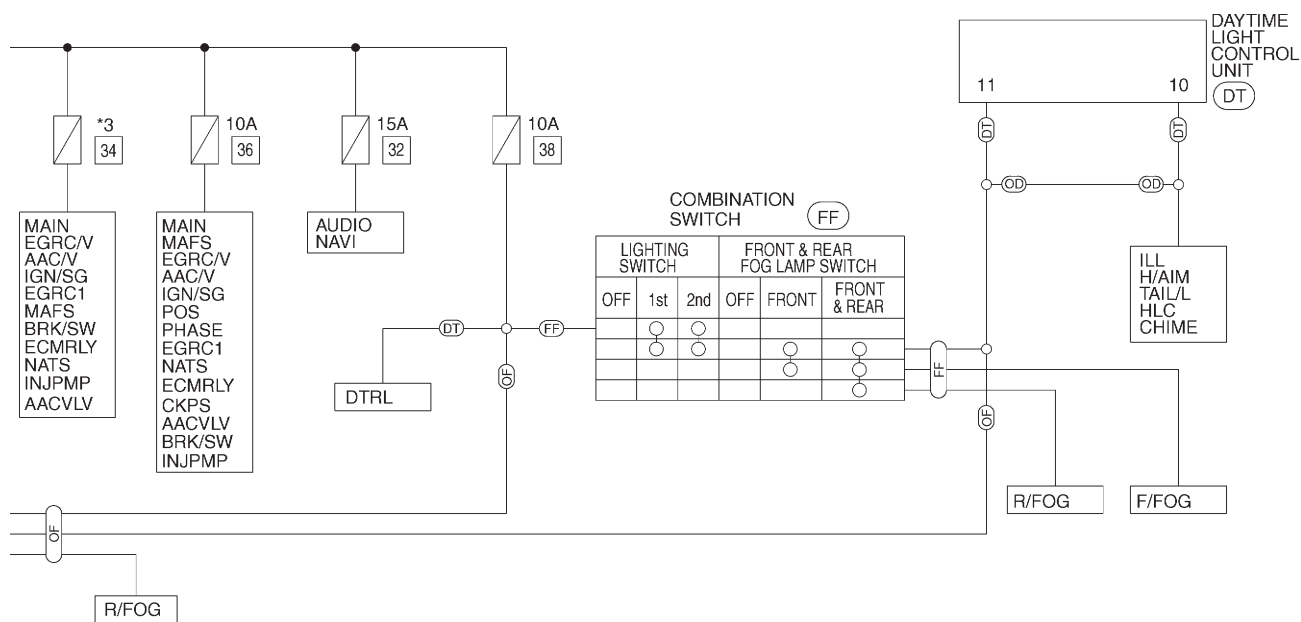 DAYTIME
LIGHT
CONTROL
UNIT
DT
11
10
DT
DT
*3
34
10A
36
15A
32
10A
38
OD
OD
MAIN
EGRC/V
AAC/V
IGN/SG
EGRC1
MAFS
BRK/SW
ECMRLY
NATS
INJPMP
AACVLV
MAIN
MAFS
EGRC/V
AAC/V
IGN/SG
POS
PHASE
EGRC1
NATS
ECMRLY
CKPS
AACVLV
BRK/SW
INJPMP
AUDIO
NAVI
COMBINATION
SWITCH
FF
LIGHTING
SWITCH
FRONT & REAR
FOG LAMP SWITCH
OFF
1st
2nd
OFF
FRONT
FRONT
& REAR
ILL
H/AIM
TAIL/L
HLC
CHIME
DT
FF
OF
DTRL
FF
OF
R/FOG
F/FOG
OF
R/FOG